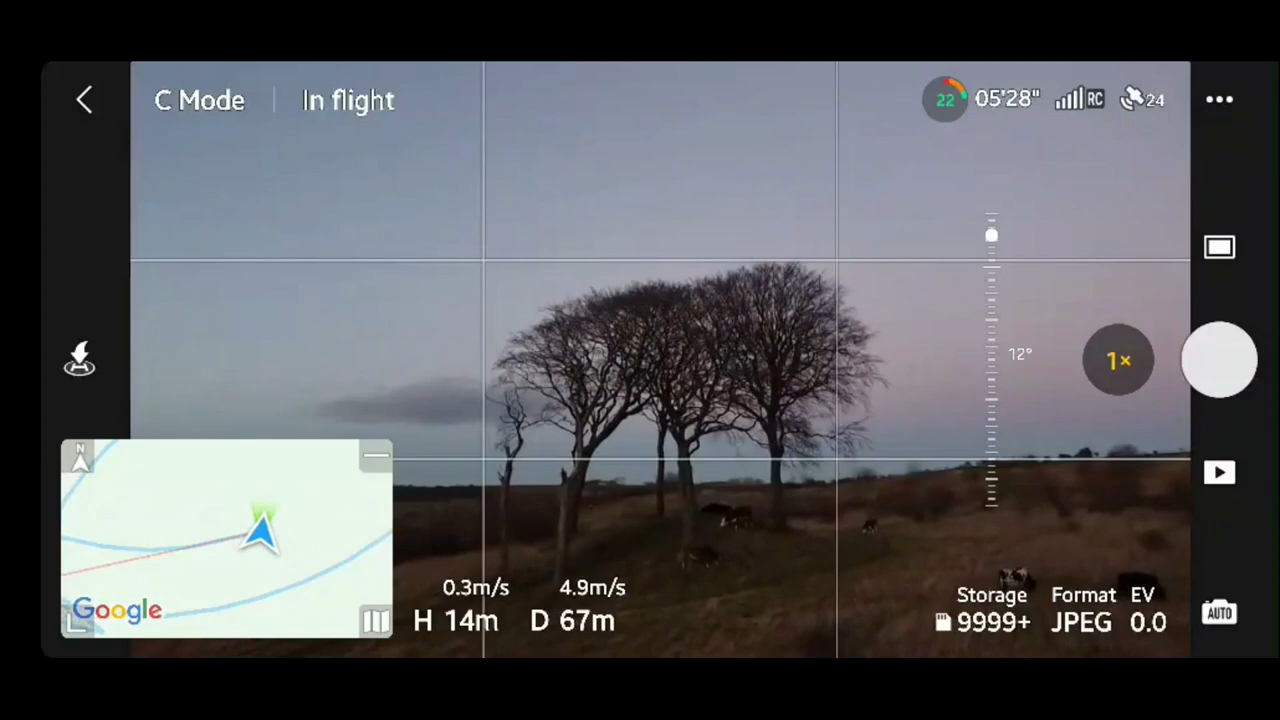 C Mode In flight
22 05'28" RC 24
12°
1×
N
Google
0.3m/s 4.9m/s
H 14m D 67m
Storage Format EV
9999+ JPEG 0.0
AUTO